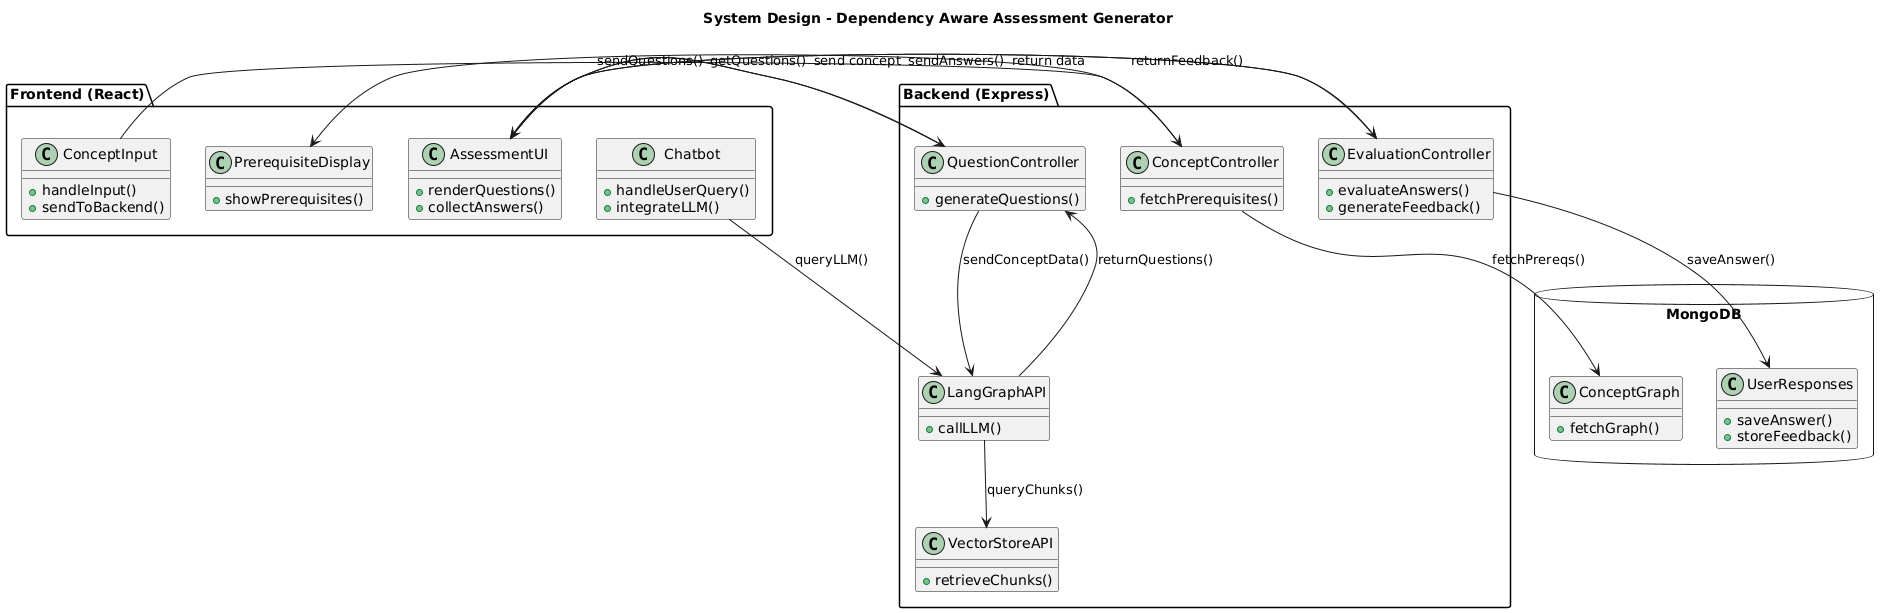 System Design - Dependency Aware Assessment Generator
sendQuestions() getQuestions() send concept sendAnswers() return data returnFeedback()
Frontend (React)
Backend (Express)
C ConceptInput
handleInput()
sendToBackend()
C PrerequisiteDisplay
showPrerequisites()
C AssessmentUI
renderQuestions()
collectAnswers()
C Chatbot
handleUserQuery()
integrateLLM()
C QuestionController
generateQuestions()
C ConceptController
fetchPrerequisites()
C EvaluationController
evaluateAnswers()
generateFeedback()
queryLLM()
sendConceptData()
returnQuestions()
fetchPrereqs()
saveAnswer()
MongoDB
C LangGraphAPI
callLLM()
C ConceptGraph
fetchGraph()
C UserResponses
saveAnswer()
storeFeedback()
queryChunks()
C VectorStoreAPI
retrieveChunks()